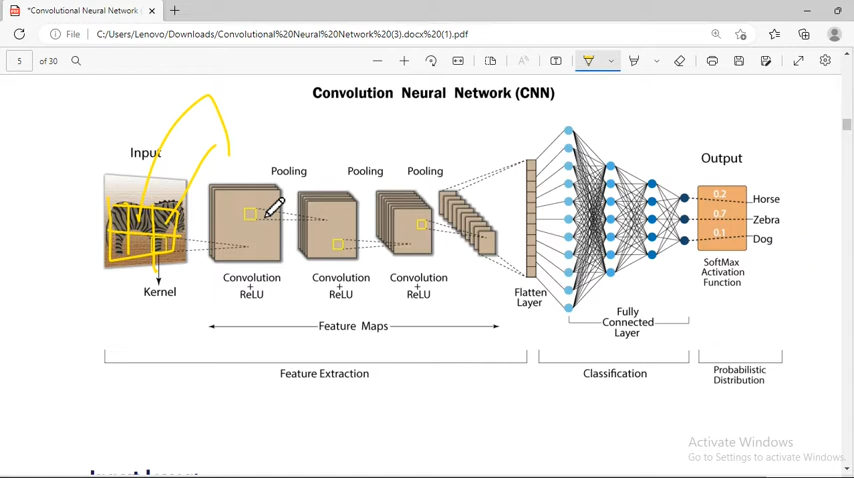 *Convolutional Neural Network
File
C:/Users/Lenovo/Downloads/Convolutional%20Neural%20Network%20(3).docx%20(1).pdf
5 of 30
Convolution Neural Network (CNN)
Input
Pooling Pooling Pooling
Output
0.2 Horse
0.7 Zebra
0.1 Dog
SoftMax
Activation
Function
Kernel
Convolution
+
ReLU
Convolution
+
ReLU
Convolution
+
ReLU
Flatten
Layer
Fully
Connected
Layer
Feature Maps
Feature Extraction
Classification
Probabilistic
Distribution
Activate Windows
Go to Settings to activate Windows.